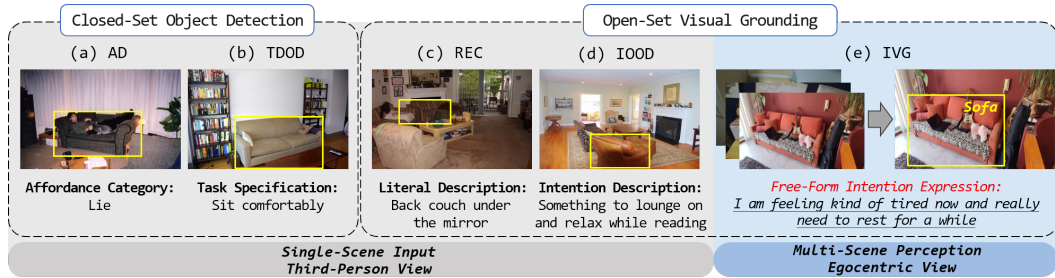 Closed-Set Object Detection
Open-Set Visual Grounding
(a) AD
(b) TDOD
(c) REC
(d) IOOD
(e) IVG
Sofa
Affordance Category:
Lie
Task Specification:
Sit comfortably
Literal Description:
Back couch under
the mirror
Intention Description:
Something to lounge on
and relax while reading
Free-Form Intention Expression:
I am feeling kind of tired now and really
need to rest for a while
Single-Scene Input
Third-Person View
Multi-Scene Perception
Egocentric View